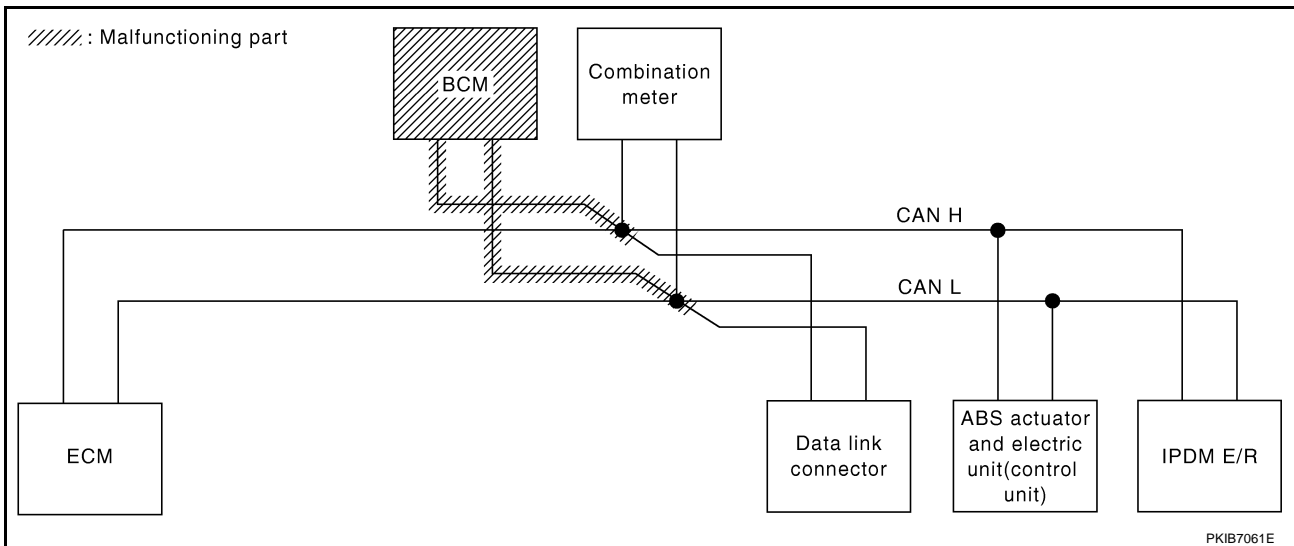 : Malfunctioning part
BCM
Combination
meter
CAN H
CAN L
ECM
Data link
connector
ABS actuator
and electric
unit(control
unit)
IPDM E/R
PKIB7061E